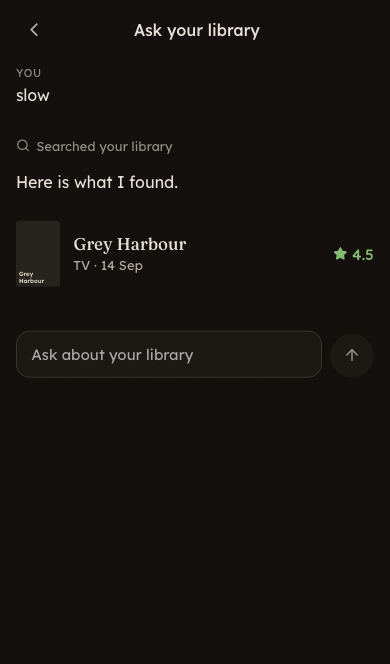 Ask your library
YOU
slow
Searched your library
Here is what I found.
Grey
Harbour
Grey Harbour
TV · 14 Sep
4.5
Ask about your library